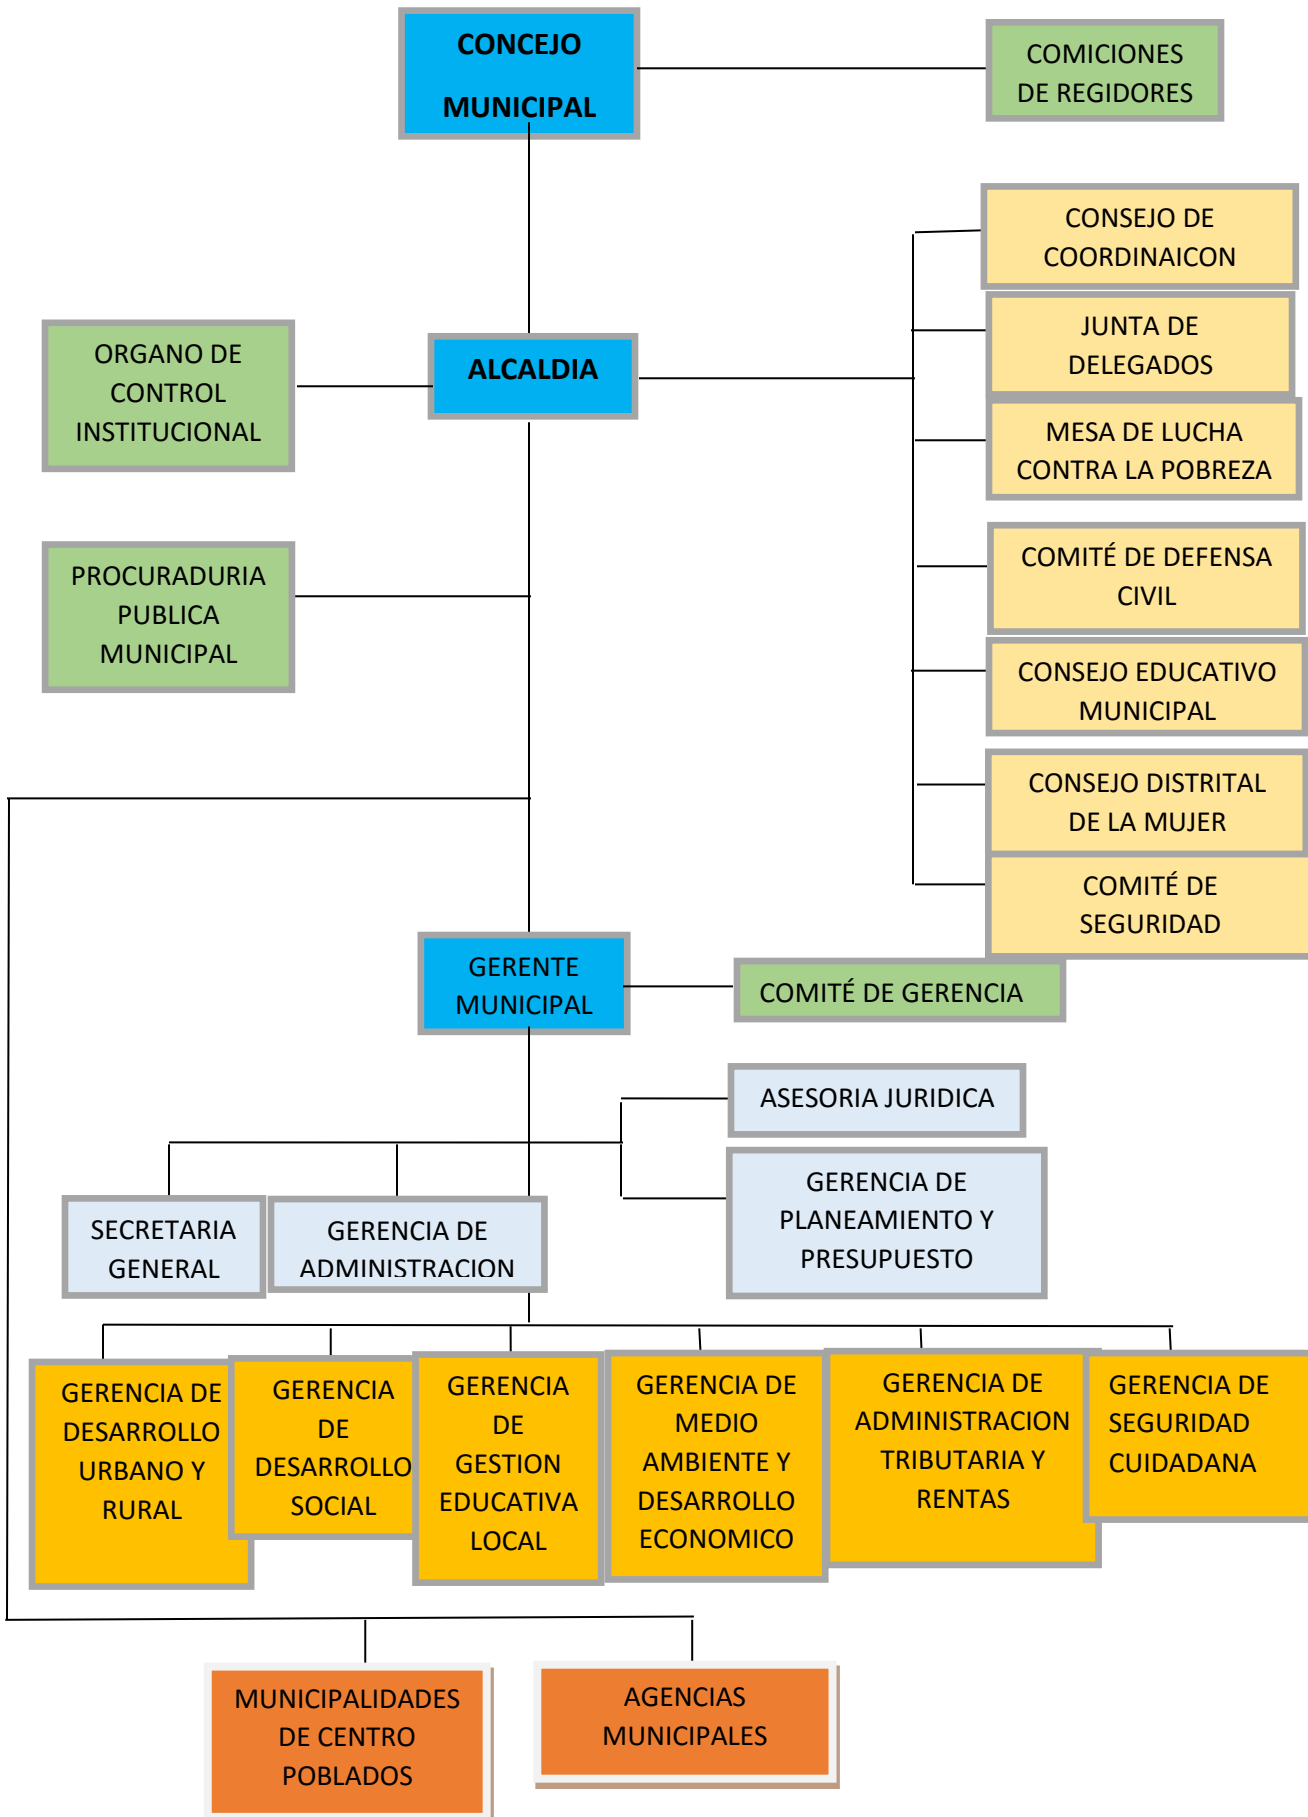 CONCEJO
MUNICIPAL
COMICIONES
DE REGIDORES
CONSEJO DE
COORDINAICON
JUNTA DE
DELEGADOS
MESA DE LUCHA
CONTRA LA POBREZA
COMITÉ DE DEFENSA
CIVIL
CONSEJO EDUCATIVO
MUNICIPAL
CONSEJO DISTRITAL
DE LA MUJER
COMITÉ DE
SEGURIDAD
ORGANO DE
CONTROL
INSTITUCIONAL
ALCALDIA
PROCURADURIA
PUBLICA
MUNICIPAL
GERENTE
MUNICIPAL
COMITÉ DE GERENCIA
ASESORIA JURIDICA
GERENCIA DE
PLANEAMIENTO Y
PRESUPUESTO
SECRETARIA
GENERAL
GERENCIA DE
ADMINISTRACION
GERENCIA DE
DESARROLLO
URBANO Y
RURAL
GERENCIA
DE
DESARROLLO
SOCIAL
GERENCIA
DE
GESTION
EDUCATIVA
LOCAL
GERENCIA DE
MEDIO
AMBIENTE Y
DESARROLLO
ECONOMICO
GERENCIA DE
ADMINISTRACION
TRIBUTARIA Y
RENTAS
GERENCIA DE
SEGURIDAD
CUIDADANA
MUNICIPALIDADES
DE CENTRO
POBLADOS
AGENCIAS
MUNICIPALES